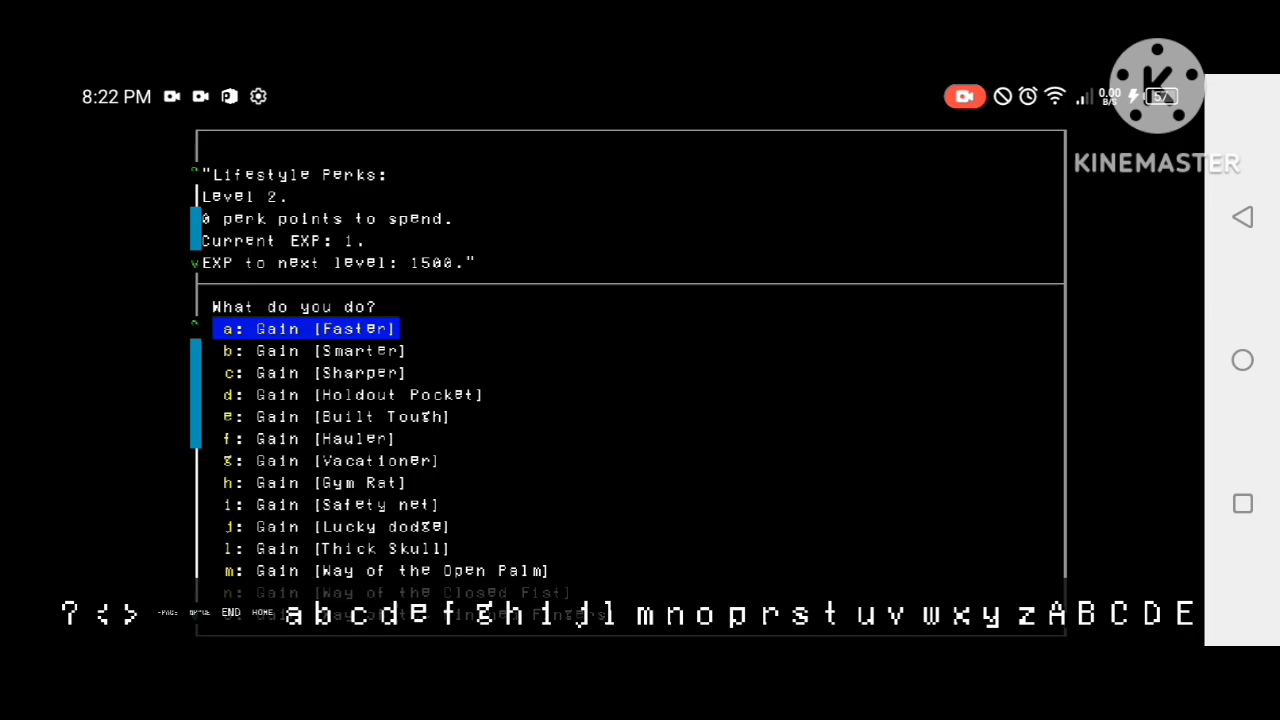 8:22 PM
0.00 B/S
57
KINEMASTER
"Lifestyle Perks:
Level 2.
0 perk points to spend.
Current EXP: 1.
EXP to next level: 1500."
What do you do?
a: Gain [Faster]
b: Gain [Smarter]
c: Gain [Sharper]
d: Gain [Holdout Pocket]
e: Gain [Built Tough]
f: Gain [Hauler]
g: Gain [Vacationer]
h: Gain [Gym Rat]
i: Gain [Safety net]
j: Gain [Lucky dodge]
l: Gain [Thick Skull]
m: Gain [Way of the Open Palm]
n: Gain [Way of the Closed Fist]
? < > END HOME a b c d e f g h i j l m n o p r s t u v w x y z A B C D E